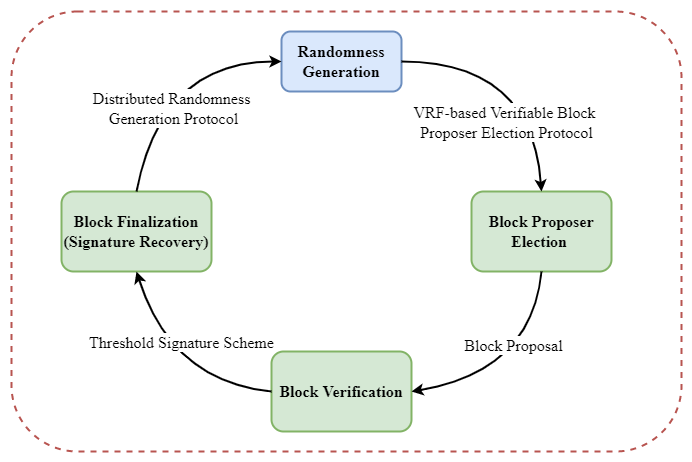 Randomness
Generation
Distributed Randomness
Generation Protocol
VRF-based Verifiable Block
Proposer Election Protocol
Block Finalization
(Signature Recovery)
Block Proposer
Election
Threshold Signature Scheme
Block Proposal
Block Verification